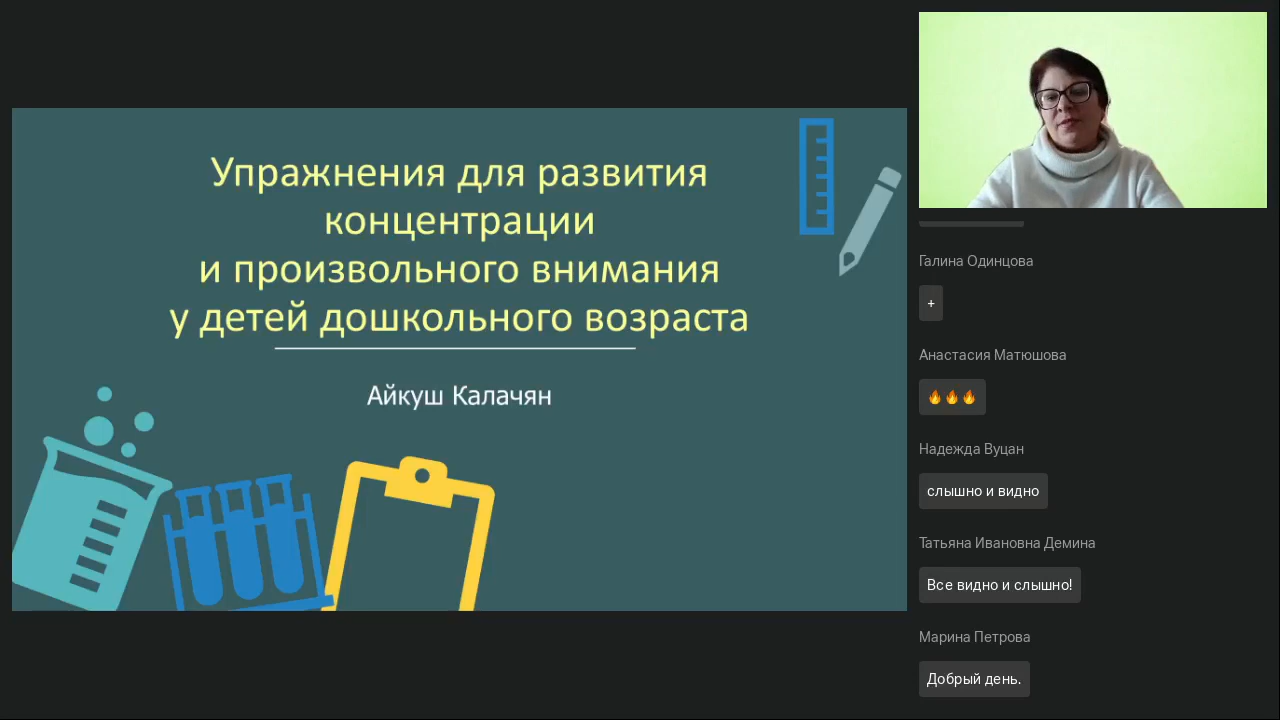 Упражнения для развития
концентрации
и произвольного внимания
у детей дошкольного возраста
Айкуш Калачян
Галина Одинцова
+
Анастасия Матюшова
🔥🔥🔥
Надежда Вуцан
слышно и видно
Татьяна Ивановна Демина
Все видно и слышно!
Марина Петрова
Добрый день.